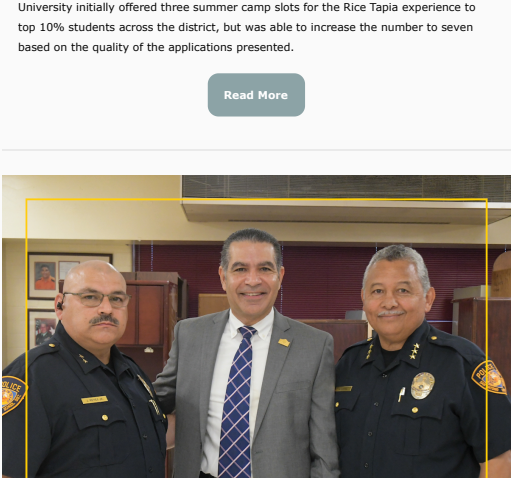 University initially offered three summer camp slots for the Rice Tapia experience to
top 10% students across the district, but was able to increase the number to seven
based on the quality of the applications presented.
Read More
POLICE
POLICE